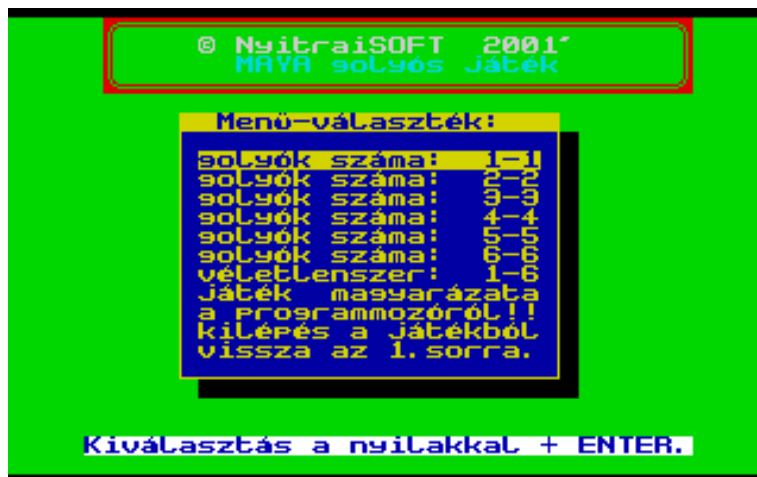 © NyitraiSOFT 2001´
MAYA golyós játék
Menü-választék:
golyók száma: 1-1
golyók száma: 2-2
golyók száma: 3-3
golyók száma: 4-4
golyók száma: 5-5
golyók száma: 6-6
véletlenszer: 1-6
játék magyarázata
a programmozóról!!
kilépés a játékból
vissza az 1.sorra.
Kiválasztás a nyilakkal + ENTER.